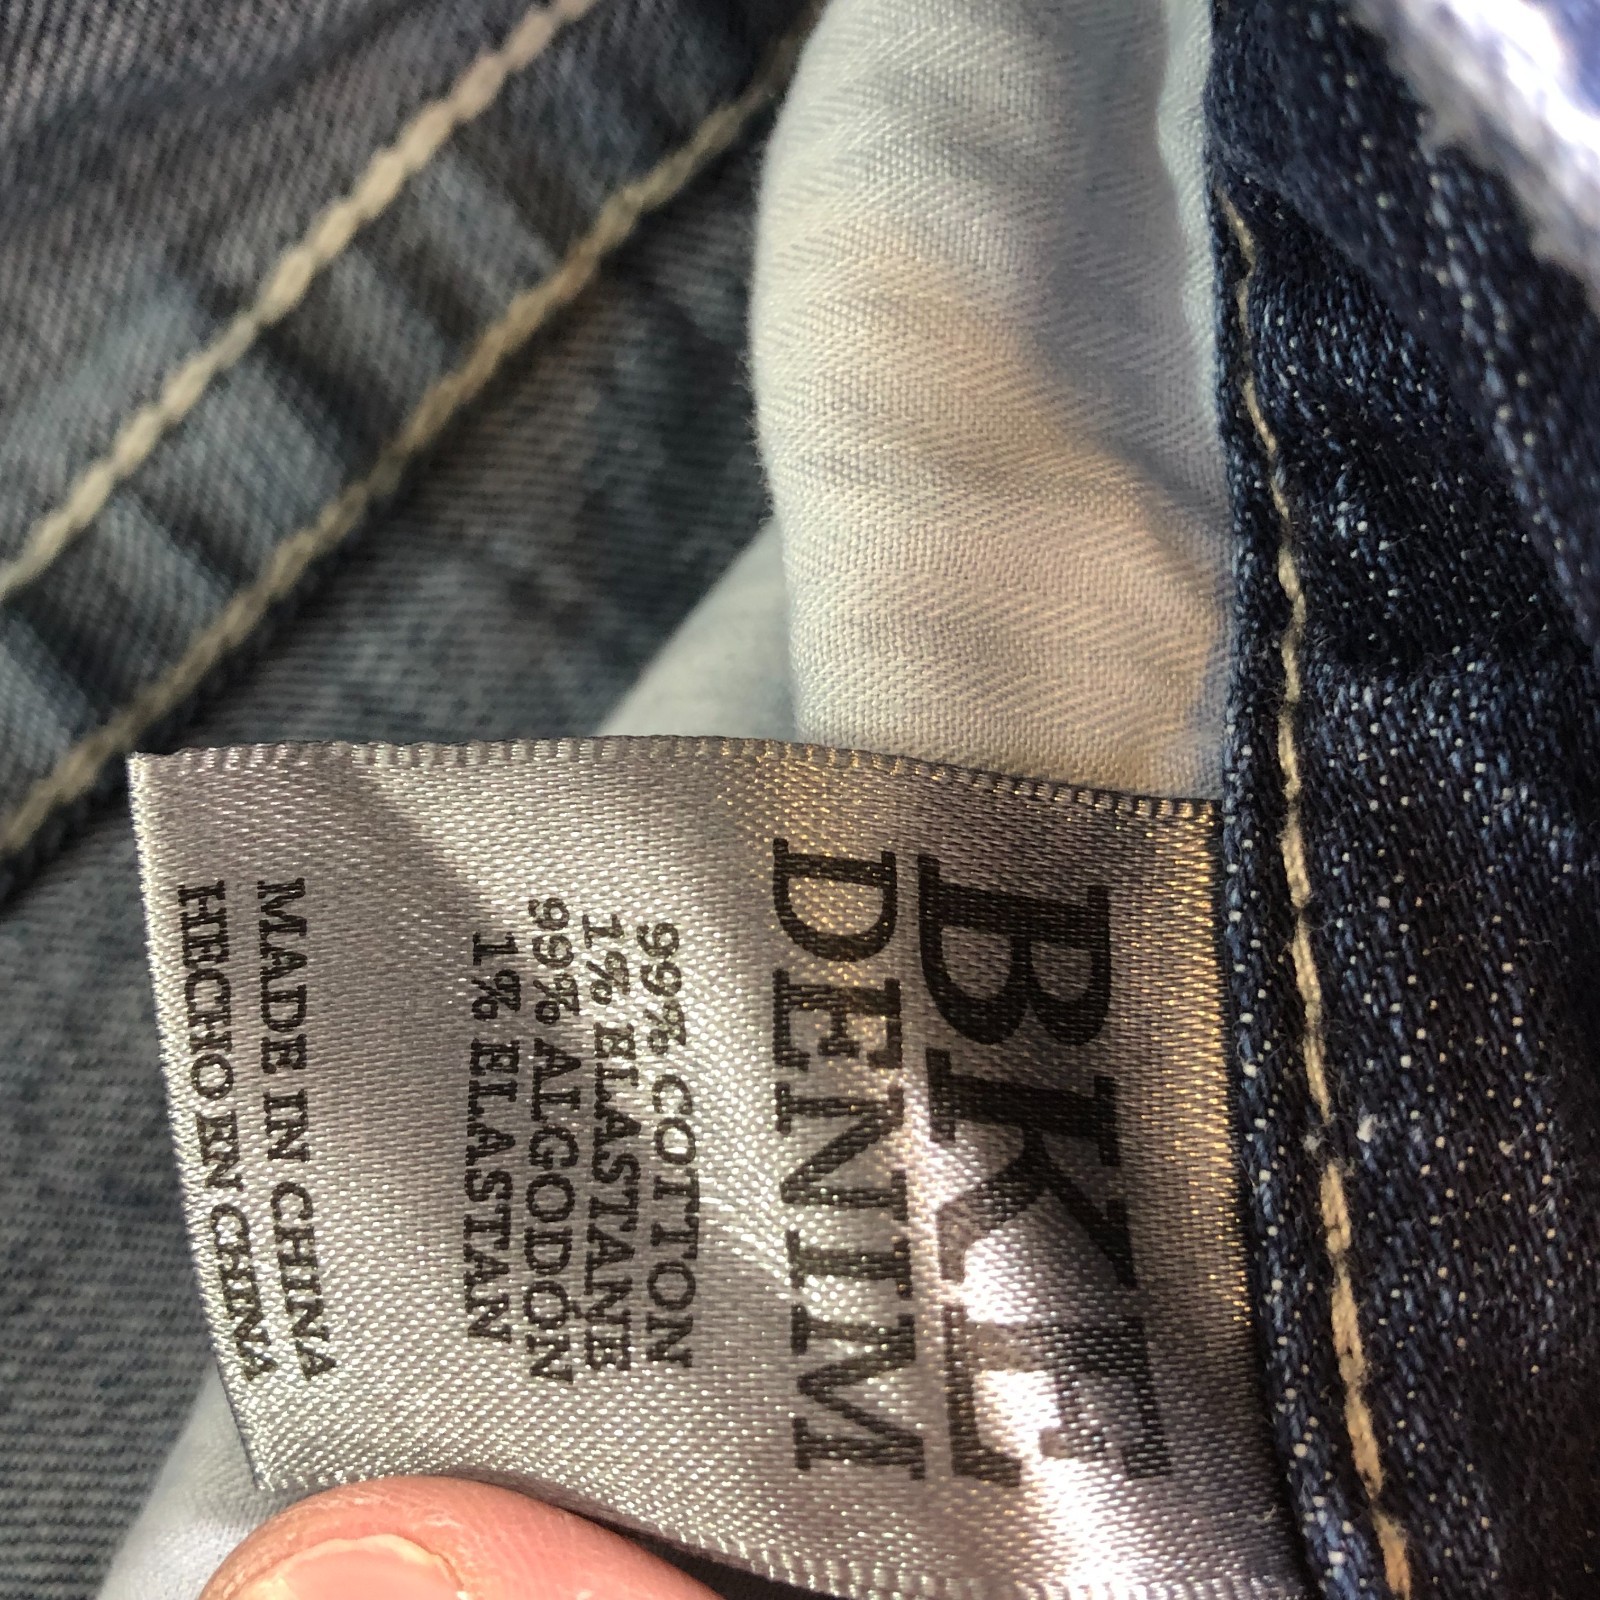 BKE
DENIM
99% COTTON
1% ELASTANE
99% ALGODÓN
1% ELASTAN
MADE IN CHINA
HECHO EN CHINA